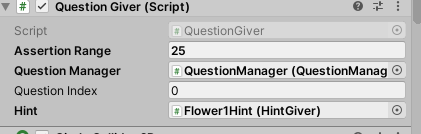 Question Giver (Script)
Script QuestionGiver
Assertion Range 25
Question Manager QuestionManager (QuestionManag
Question Index 0
Hint Flower1Hint (HintGiver)